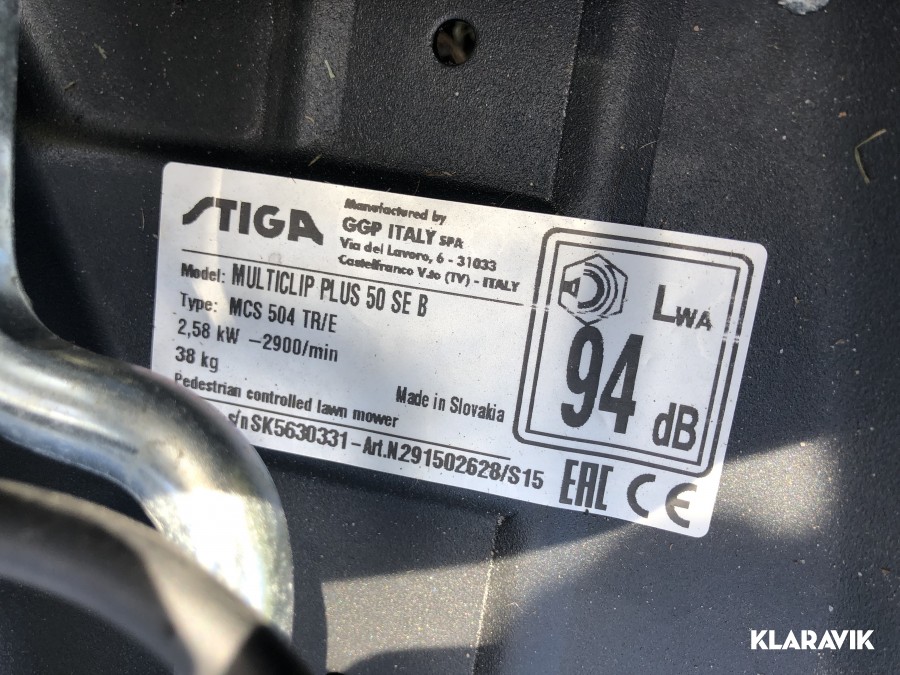 STIGA
Manufactured by
GGP ITALY SPA
Via del Lavoro, 6 - 31033
Castelfranco V.to (TV) - ITALY
Model: MULTICLIP PLUS 50 SE B
Type: MCS 504 TR/E
2,58 kW -2900/min
38 kg
Pedestrian controlled lawn mower
Made in Slovakia
s/n SK5630331 - Art.N.291502628/S15
LWA
94 dB
EAC CE
KLARAVIK